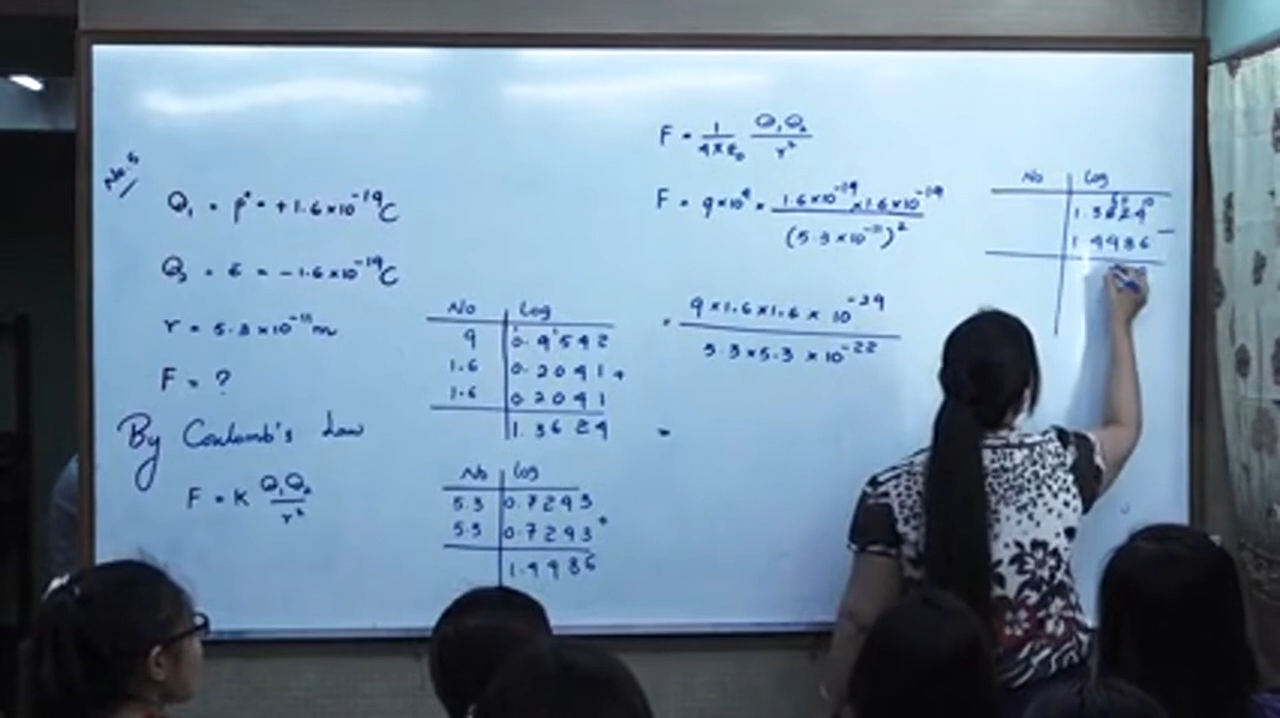 No.5
Q₁ = p⁺ = +1.6×10⁻¹⁹C
Q₂ = e⁻ = -1.6×10⁻¹⁹C
r = 5.3×10⁻¹¹m
F = ?
By Coulomb's Law
F = K Q₁Q₂/r²
No | Log
9 | 0.9542
1.6 | 0.2041 +
1.6 | 0.2041
1.3624
No | Log
5.3 | 0.7243
5.3 | 0.7243 +
1.4486
F = 1/4πε₀ Q₁Q₂/r²
F = 9×10⁹ × 1.6×10⁻¹⁹×1.6×10⁻¹⁹/(5.3×10⁻¹¹)²
= 9×1.6×1.6×10⁻²⁹/5.3×5.3×10⁻²²
=
No | Log
1.3624
1.4486 −